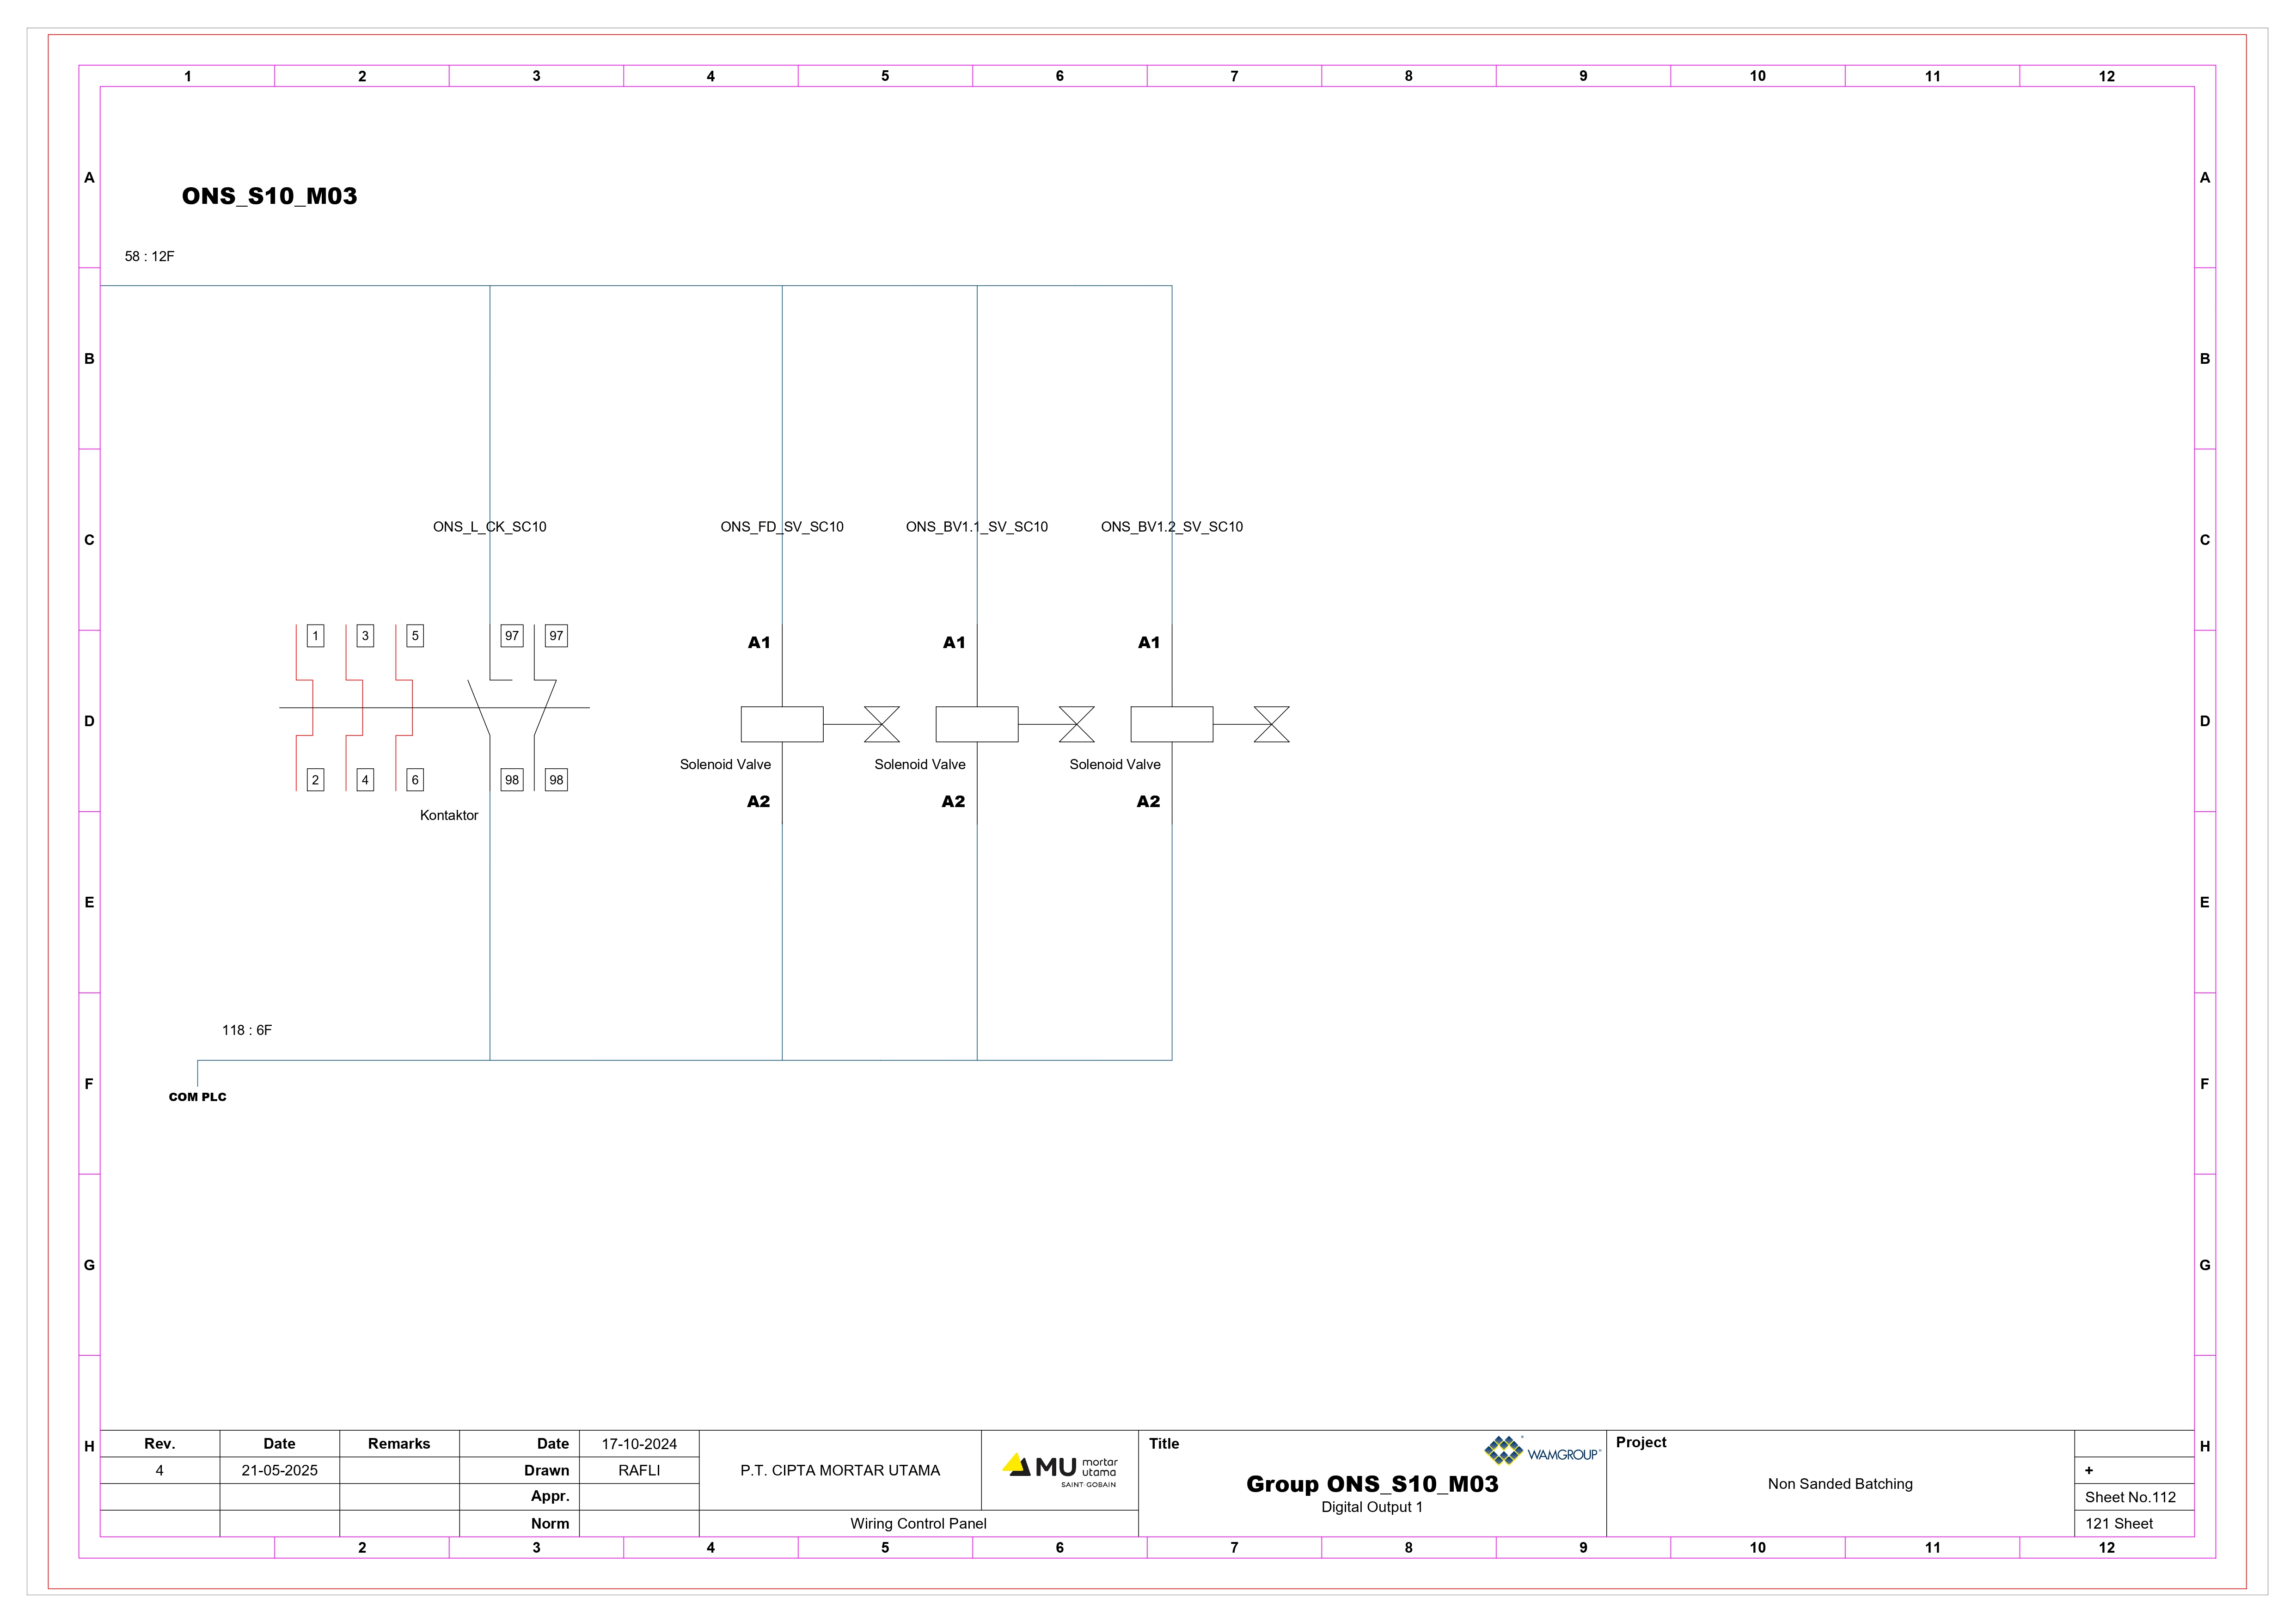 1 2 3 4 5 6 7 8 9 10 11 12
A A
ONS_S10_M03
58 : 12F
B B
ONS_L_CK_SC10 ONS_FD_SV_SC10 ONS_BV1.1_SV_SC10 ONS_BV1.2_SV_SC10
C C
1 3 5 97 97
A1 A1 A1
D D
Solenoid Valve Solenoid Valve Solenoid Valve
2 4 6 98 98
A2 A2 A2
Kontaktor
E E
118 : 6F
F F
COM PLC
G G
H H
Rev. Date Remarks Date 17-10-2024
4 21-05-2025 Drawn RAFLI
Appr.
Norm
P.T. CIPTA MORTAR UTAMA
MU mortar
utama
SAINT-GOBAIN
Wiring Control Panel
Title
WAMGROUP®
Group ONS_S10_M03
Digital Output 1
Project
Non Sanded Batching
+
Sheet No.112
121 Sheet
2 3 4 5 6 7 8 9 10 11 12